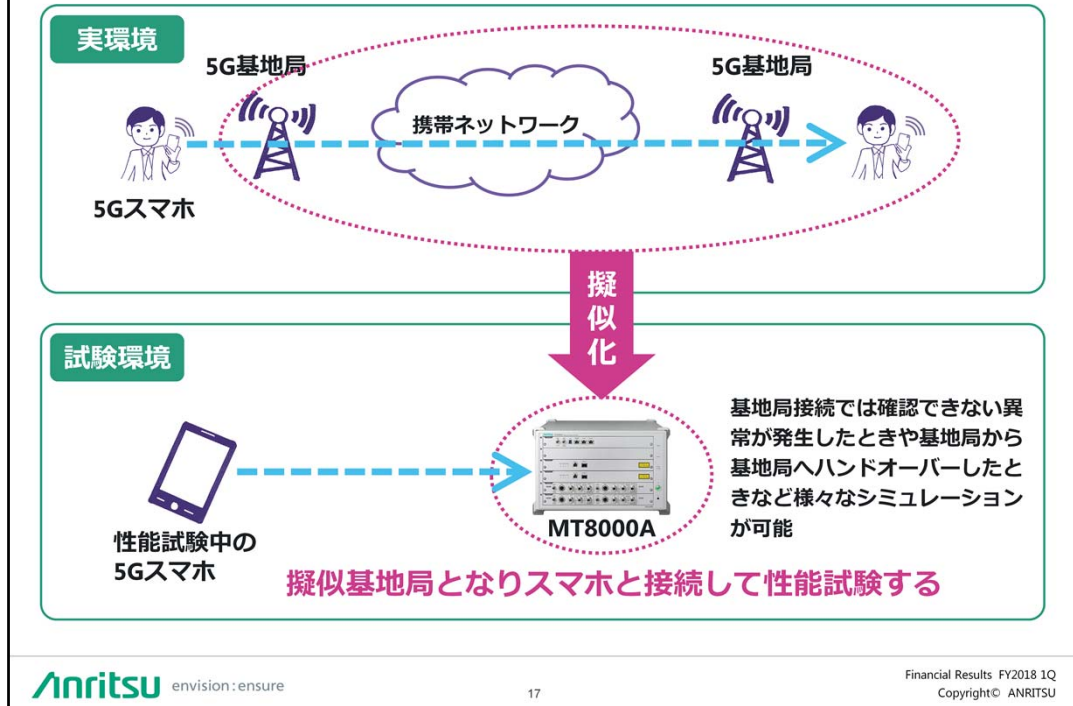 実環境
5G基地局
5G基地局
携帯ネットワーク
5Gスマホ
擬似化
試験環境
基地局接続では確認できない異
常が発生したときや基地局から
基地局へハンドオーバーしたと
きなど様々なシミュレーション
が可能
MT8000A
性能試験中の
5Gスマホ
擬似基地局となりスマホと接続して性能試験する
Anritsu envision : ensure
17
Financial Results FY2018 1Q
Copyright© ANRITSU